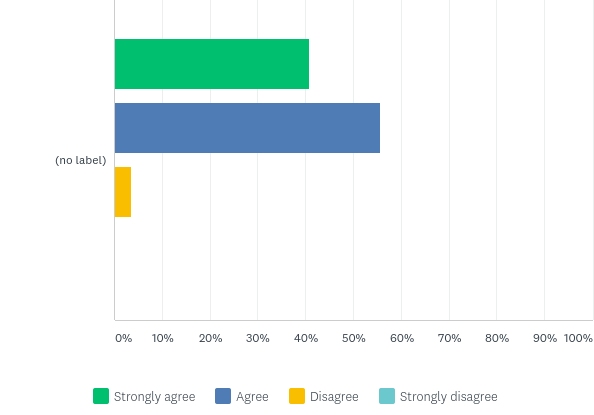 (no label)
0% 10% 20% 30% 40% 50% 60% 70% 80% 90% 100%
Strongly agree Agree Disagree Strongly disagree